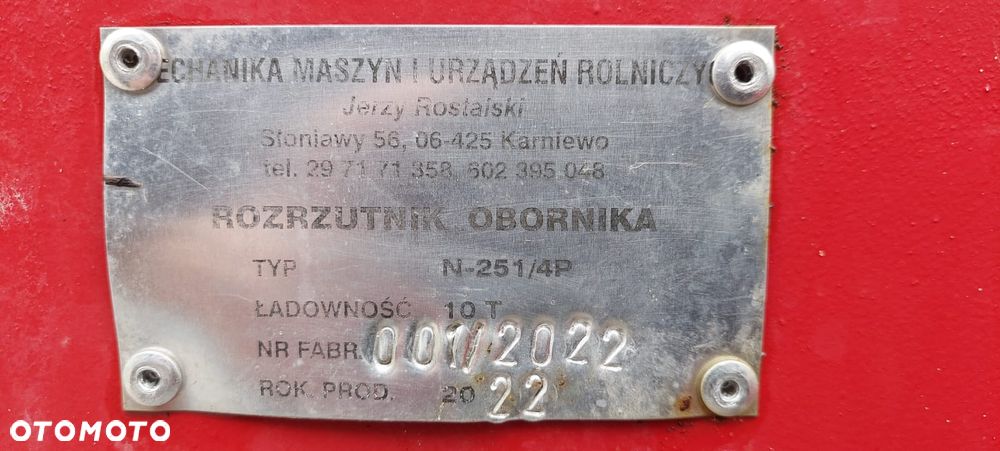 ECHANIKA MASZYN I URZĄDZEŃ ROLNICZY
Jerzy Rostalski
Słoniawy 56, 06-425 Karniewo
tel. 29 71 71 358, 602 395 048
ROZRZUTNIK OBORNIKA
TYP N-251/4P
ŁADOWNOŚĆ 10 T
NR FABR. 001/2022
ROK. PROD. 2022
OTOMOTO